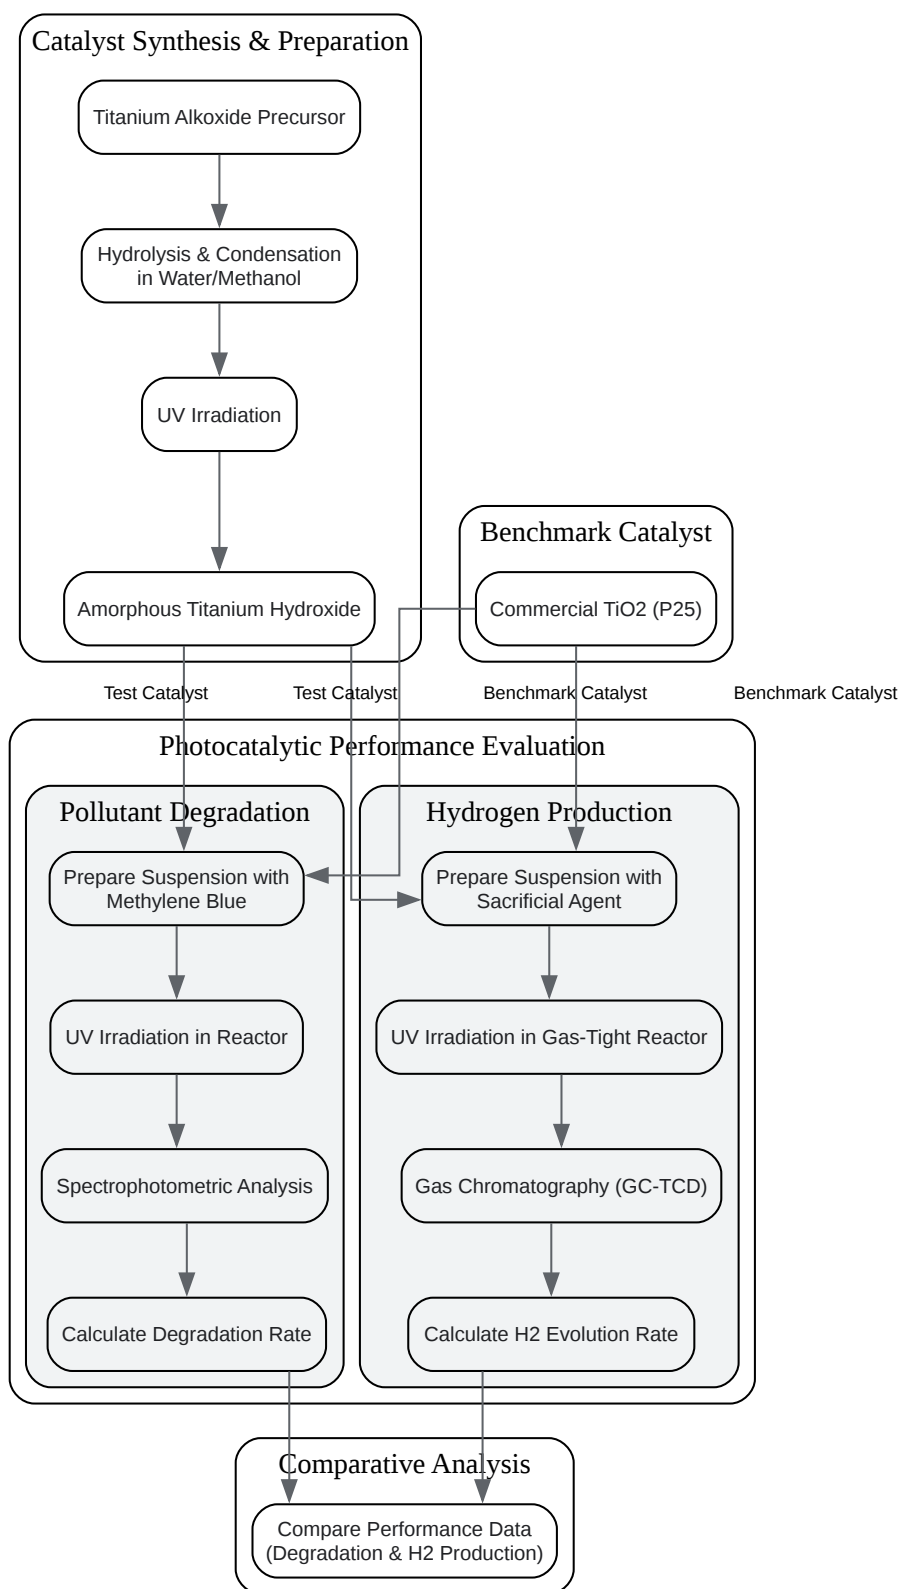 Catalyst Synthesis & Preparation
Titanium Alkoxide Precursor
Hydrolysis & Condensation
in Water/Methanol
UV Irradiation
Amorphous Titanium Hydroxide
Benchmark Catalyst
Commercial TiO2 (P25)
Test Catalyst
Test Catalyst
Benchmark Catalyst
Benchmark Catalyst
Photocatalytic Performance Evaluation
Pollutant Degradation
Prepare Suspension with
Methylene Blue
UV Irradiation in Reactor
Spectrophotometric Analysis
Calculate Degradation Rate
Hydrogen Production
Prepare Suspension with
Sacrificial Agent
UV Irradiation in Gas-Tight Reactor
Gas Chromatography (GC-TCD)
Calculate H2 Evolution Rate
Comparative Analysis
Compare Performance Data
(Degradation & H2 Production)